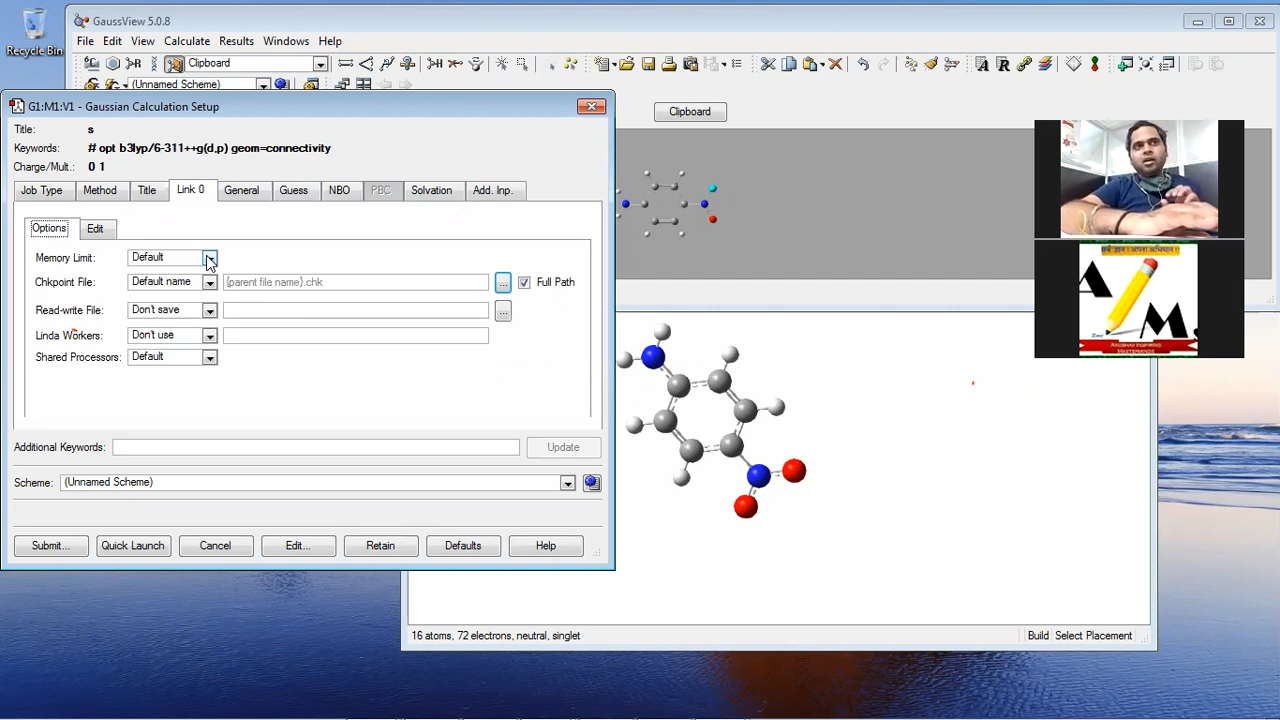 Recycle Bin
GaussView 5.0.8
File Edit View Calculate Results Windows Help
Clipboard
(Unnamed Scheme)
G1:M1:V1 - Gaussian Calculation Setup
Clipboard
Title: s
Keywords: # opt b3lyp/6-311++g(d,p) geom=connectivity
Charge/Mult.: 0 1
Job Type Method Title Link 0 General Guess NBO PBC Solvation Add. Inp.
Options Edit
Memory Limit: Default
Chkpoint File: Default name {parent file name}.chk ... Full Path
Read-write File: Don't save ...
Linda Workers: Don't use
Shared Processors: Default
Additional Keywords: Update
Scheme: (Unnamed Scheme)
Submit... Quick Launch Cancel Edit... Retain Defaults Help
16 atoms, 72 electrons, neutral, singlet Build Select Placement
A
M